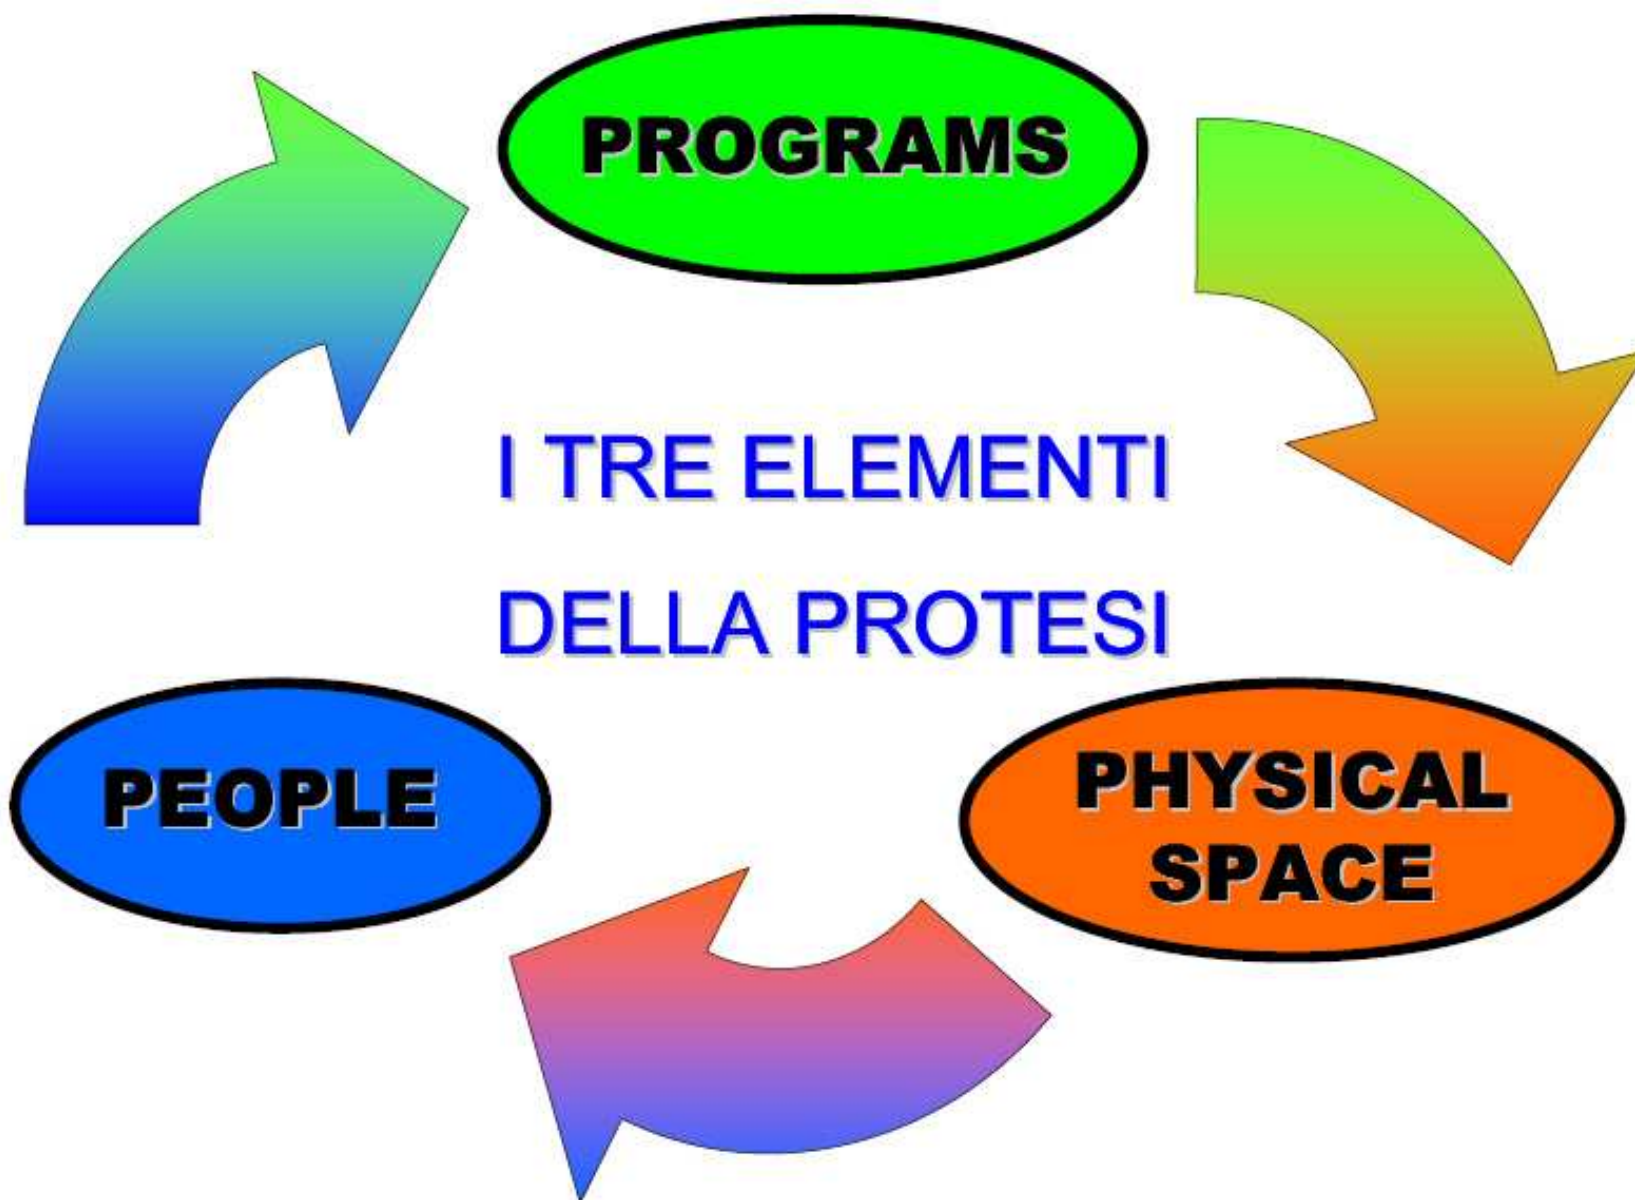 PROGRAMS
I TRE ELEMENTI
DELLA PROTESI
PEOPLE
PHYSICAL
SPACE